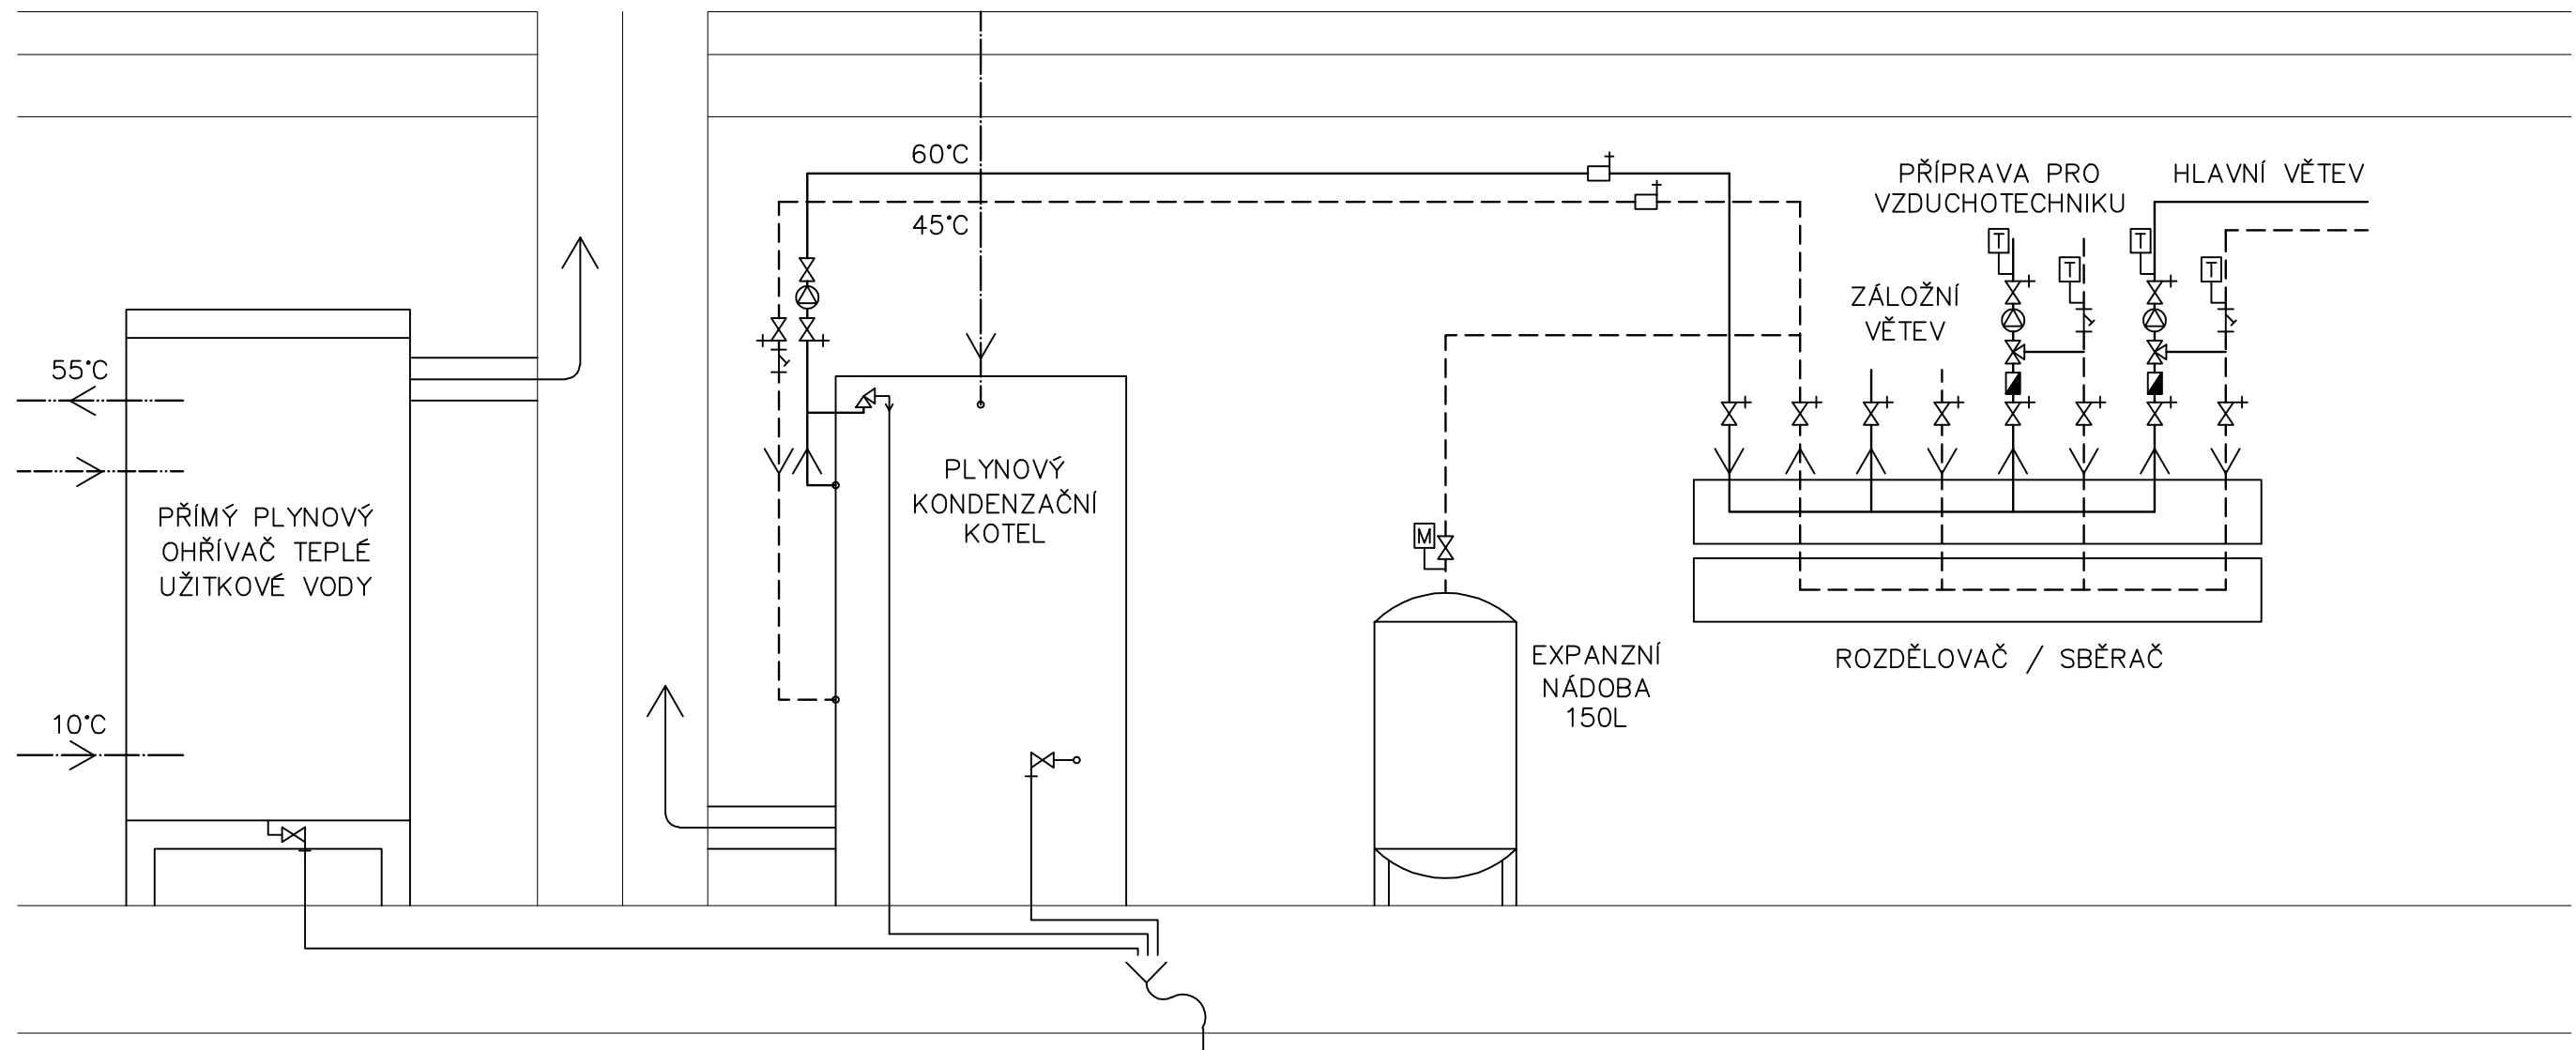 60°C
45°C
PŘÍPRAVA PRO
VZDUCHOTECHNIKU
HLAVNÍ VĚTEV
T
T
T
T
ZÁLOŽNÍ
VĚTEV
55°C
PŘÍMÝ PLYNOVÝ
OHŘÍVAČ TEPLÉ
UŽITKOVÉ VODY
10°C
PLYNOVÝ
KONDENZAČNÍ
KOTEL
M
EXPANZNÍ
NÁDOBA
150L
ROZDĚLOVAČ / SBĚRAČ